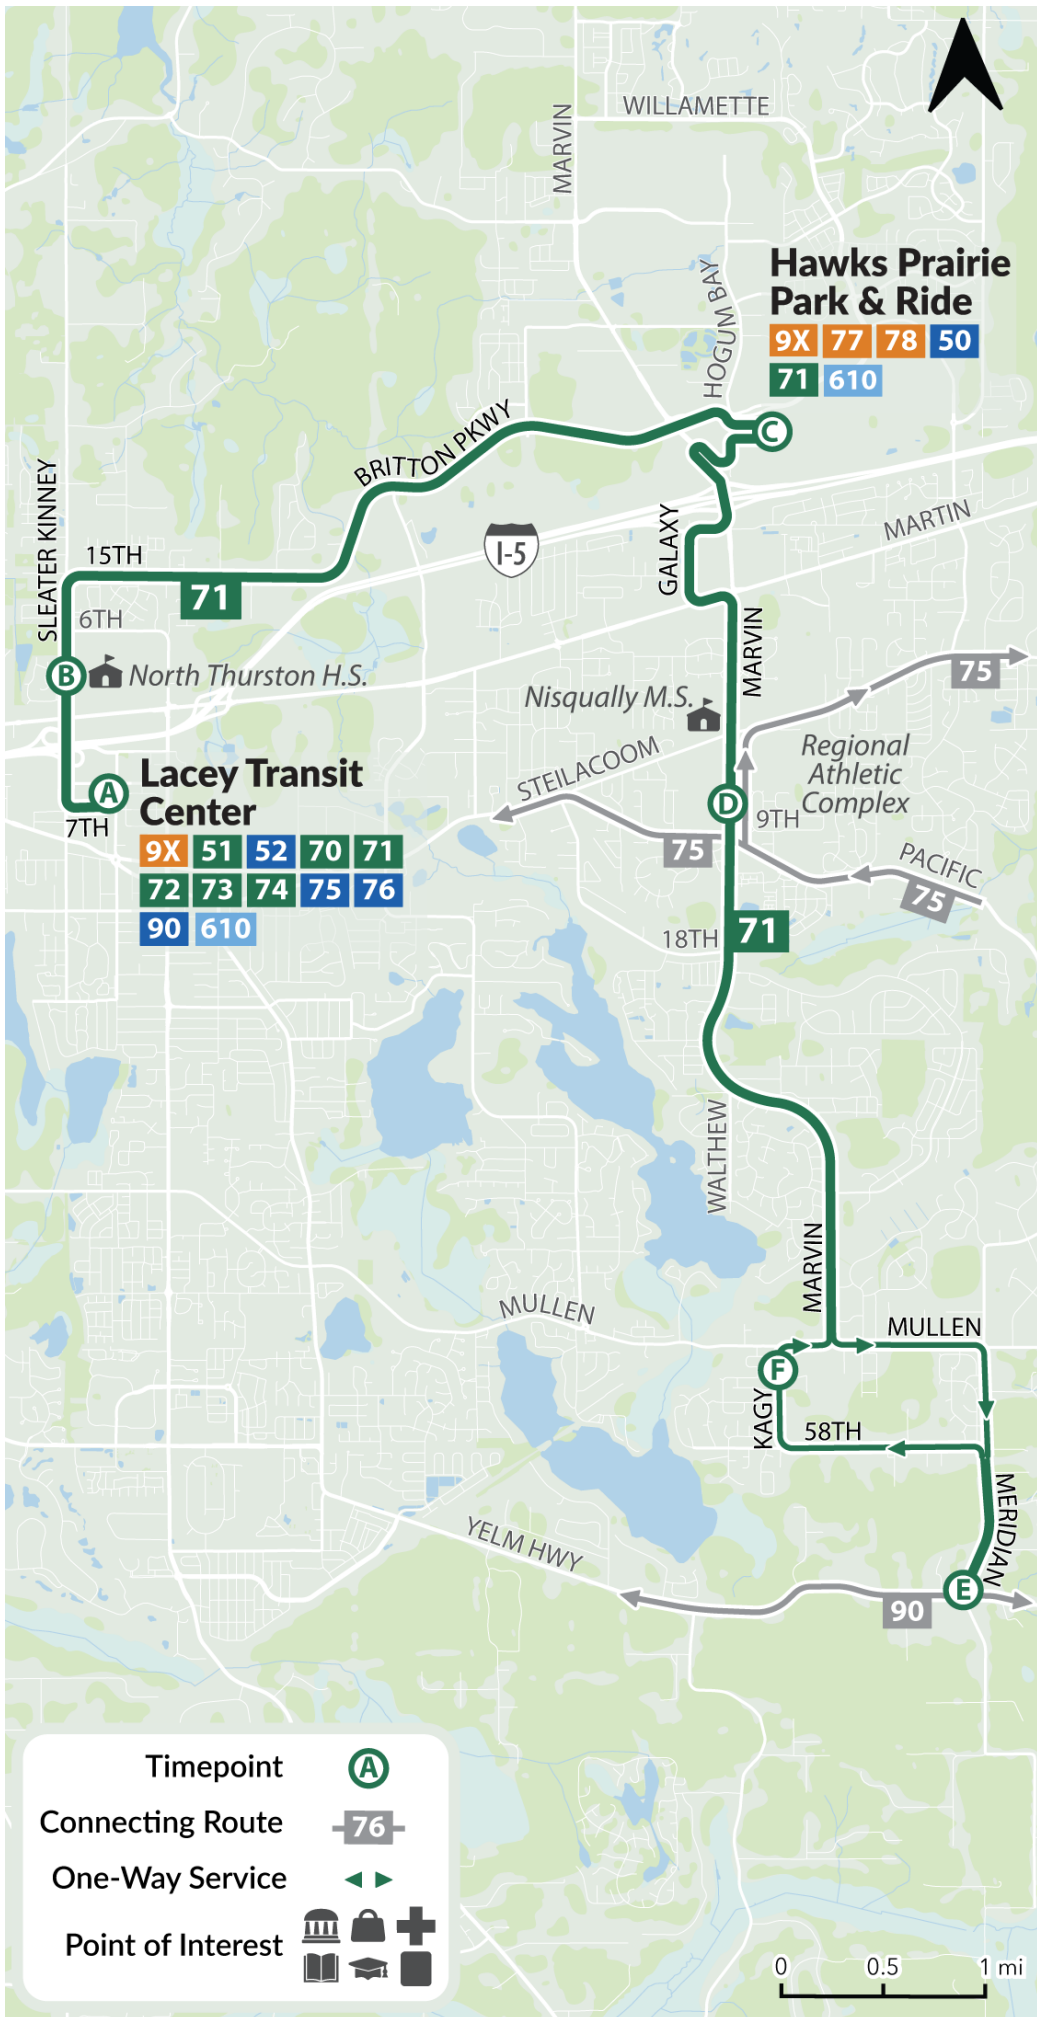 WILLAMETTE
MARVIN
Hawks Prairie
Park & Ride
9X 77 78 50
71 610
HOGUM BAY
C
BRITTON PKWY
SLEATER KINNEY
15TH
71
6TH
I-5
GALAXY
MARTIN
B
North Thurston H.S.
MARVIN
75
Nisqually M.S.
STEILACOOM
Regional
Athletic
Complex
A
Lacey Transit
Center
7TH
9X 51 52 70 71
72 73 74 75 76
90 610
D
9TH
75
PACIFIC
75
18TH
71
WALTHEW
MARVIN
MULLEN
MULLEN
F
KAGY
58TH
MERIDIAN
YELM HWY
E
90
Timepoint A
Connecting Route 76
One-Way Service
Point of Interest
0 0.5 1 mi